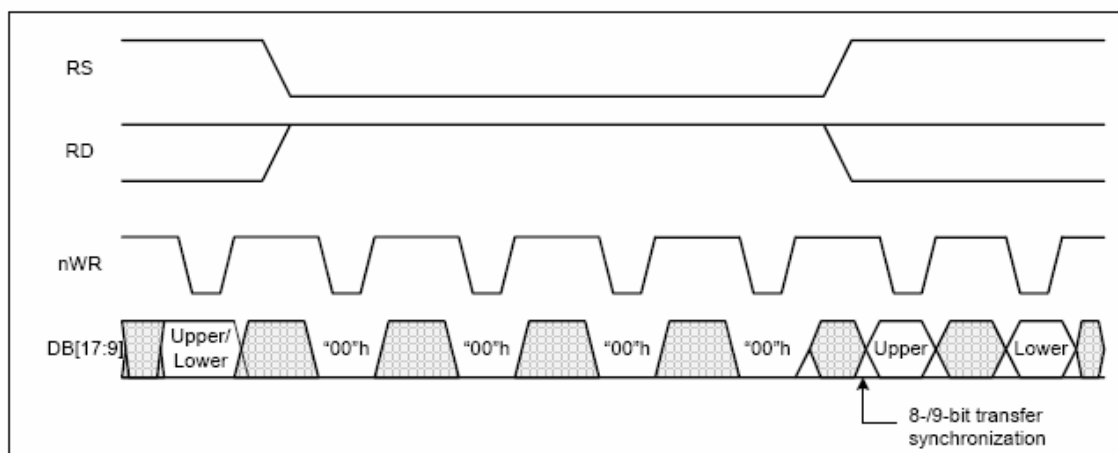 RS
RD
nWR
DB[17:9]
Upper/
Lower
“00”h
“00”h
“00”h
“00”h
Upper
Lower
8-/9-bit transfer
synchronization